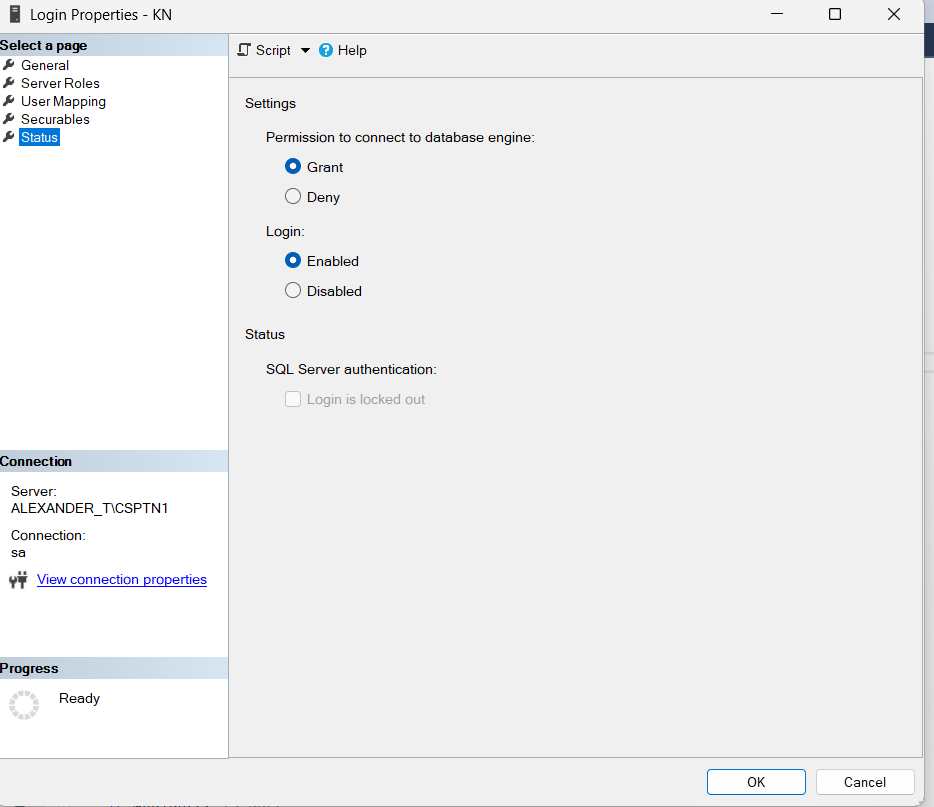 Login Properties - KN
Select a page
General
Server Roles
User Mapping
Securables
Status
Script
Help
Settings
Permission to connect to database engine:
Grant
Deny
Login:
Enabled
Disabled
Status
SQL Server authentication:
Login is locked out
Connection
Server:
ALEXANDER_T\CSPTN1
Connection:
sa
View connection properties
Progress
Ready
OK
Cancel